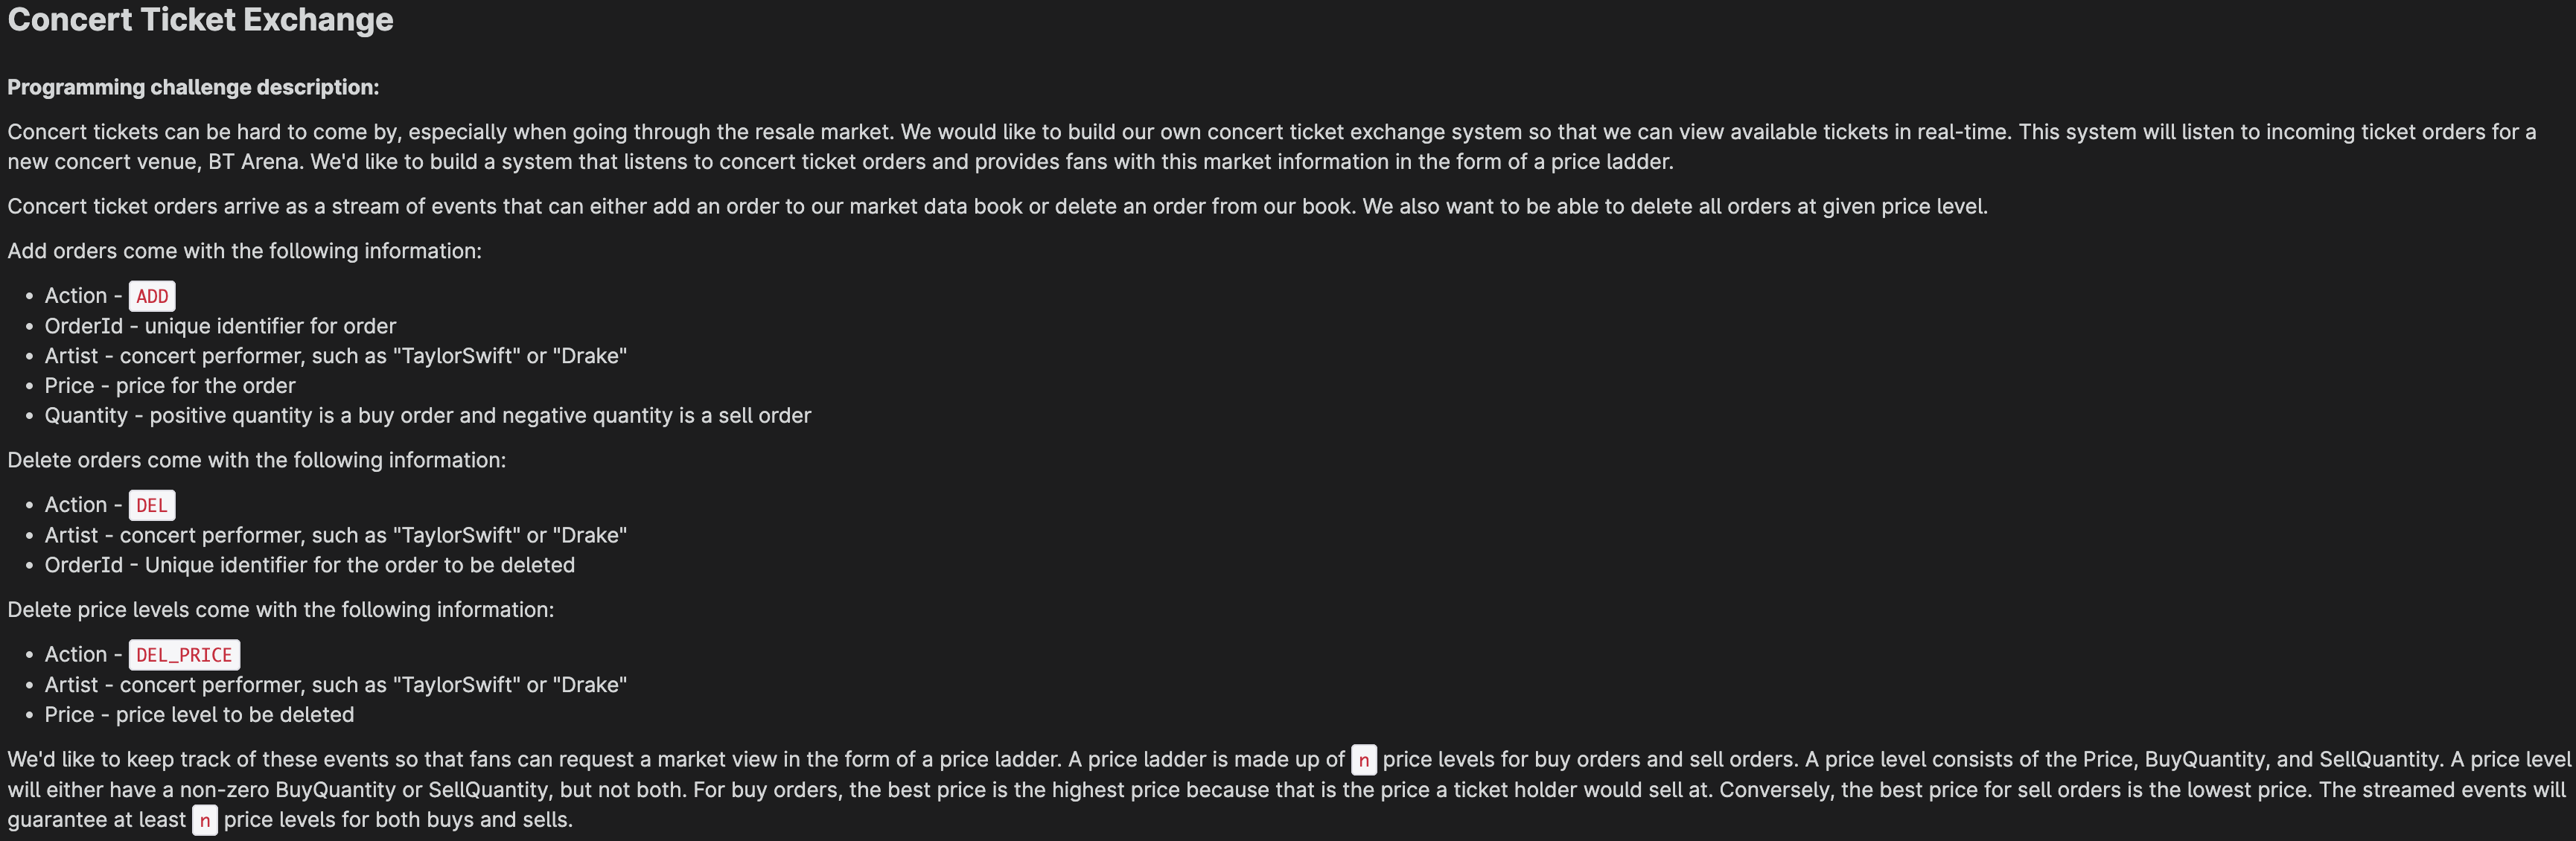 Concert Ticket Exchange
Programming challenge description:
Concert tickets can be hard to come by, especially when going through the resale market. We would like to build our own concert ticket exchange system so that we can view available tickets in real-time. This system will listen to incoming ticket orders for a
new concert venue, BT Arena. We'd like to build a system that listens to concert ticket orders and provides fans with this market information in the form of a price ladder.
Concert ticket orders arrive as a stream of events that can either add an order to our market data book or delete an order from our book. We also want to be able to delete all orders at given price level.
Add orders come with the following information:
• Action - ADD
• OrderId - unique identifier for order
• Artist - concert performer, such as "TaylorSwift" or "Drake"
• Price - price for the order
• Quantity - positive quantity is a buy order and negative quantity is a sell order
Delete orders come with the following information:
• Action - DEL
• Artist - concert performer, such as "TaylorSwift" or "Drake"
• OrderId - Unique identifier for the order to be deleted
Delete price levels come with the following information:
• Action - DEL_PRICE
• Artist - concert performer, such as "TaylorSwift" or "Drake"
• Price - price level to be deleted
We'd like to keep track of these events so that fans can request a market view in the form of a price ladder. A price ladder is made up of n price levels for buy orders and sell orders. A price level consists of the Price, BuyQuantity, and SellQuantity. A price level
will either have a non-zero BuyQuantity or SellQuantity, but not both. For buy orders, the best price is the highest price because that is the price a ticket holder would sell at. Conversely, the best price for sell orders is the lowest price. The streamed events will
guarantee at least n price levels for both buys and sells.